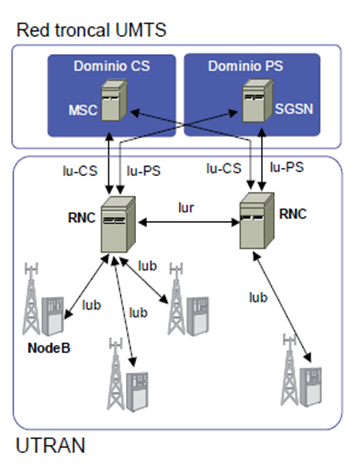 Red troncal UMTS
Dominio CS
Dominio PS
MSC
SGSN
Iu-CS
Iu-PS
Iu-CS
Iu-PS
RNC
Iur
RNC
Iub
Iub
Iub
Iub
NodeB
UTRAN